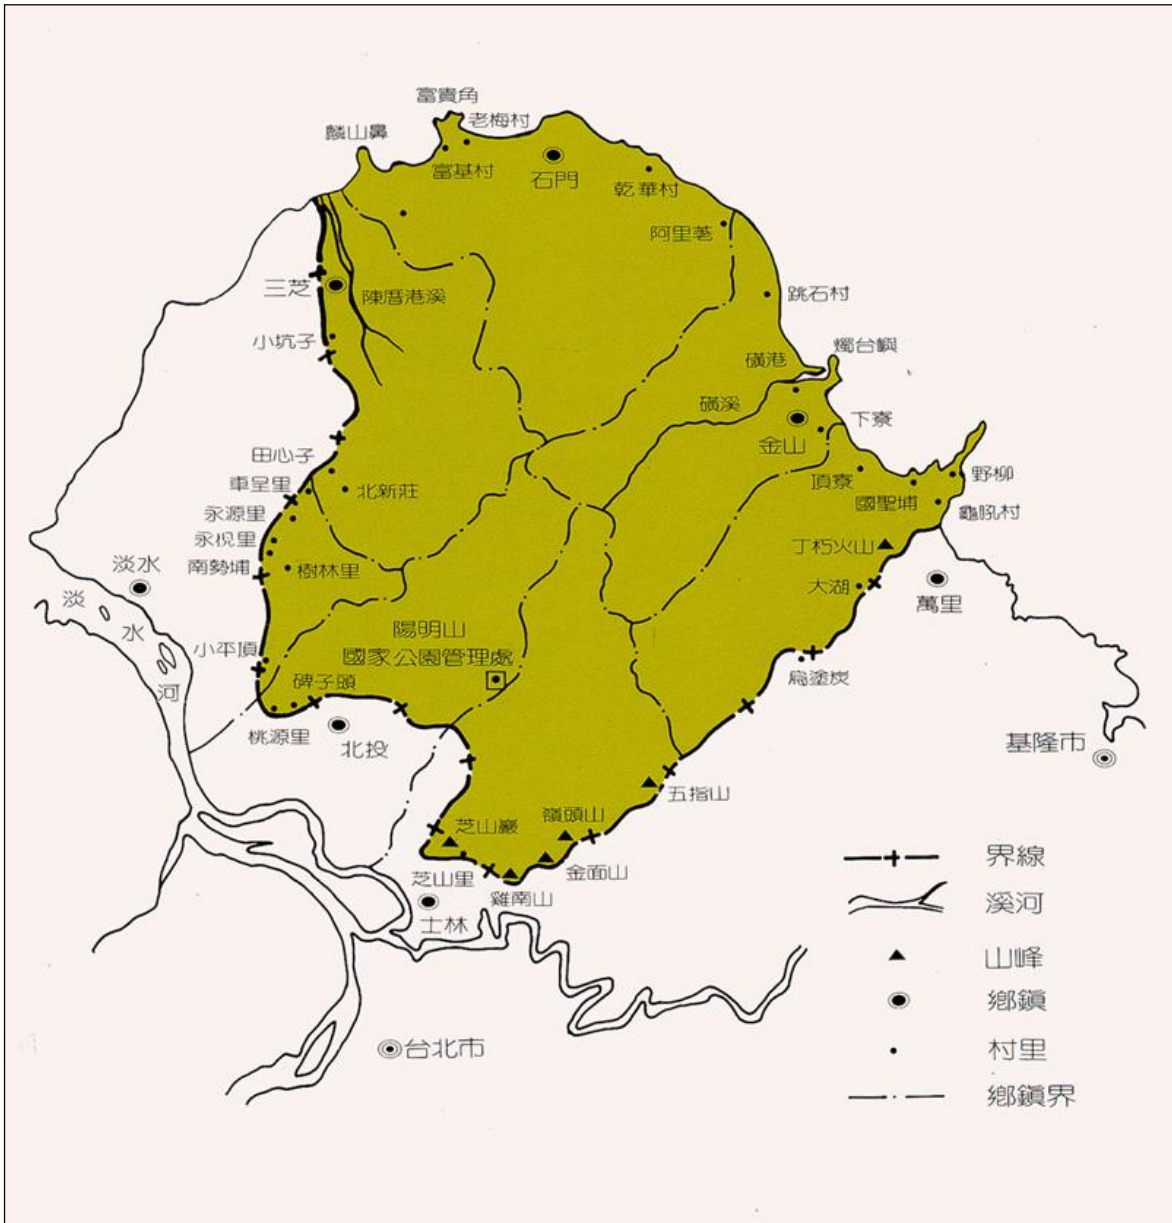 富貴角
老梅村
麟山鼻
富基村
石門
乾華村
阿里荖
三芝
陳厝港溪
跳石村
小坑子
磺港
燭台嶼
磺溪
金山
下寮
田心子
車埕里
北新莊
頂寮
國聖埔
野柳
龜吼村
永源里
永杞里
丁朽火山
南勢埔
樹林里
大湖
萬里
淡水
淡
水
河
陽明山
國家公園管理處
小平頂
碑子頭
烏塗炭
桃源里
北投
基隆市
五指山
嶺頭山
芝山巖
金面山
芝山里
雞南山
士林
台北市
界線
溪河
山峰
鄉鎮
村里
鄉鎮界